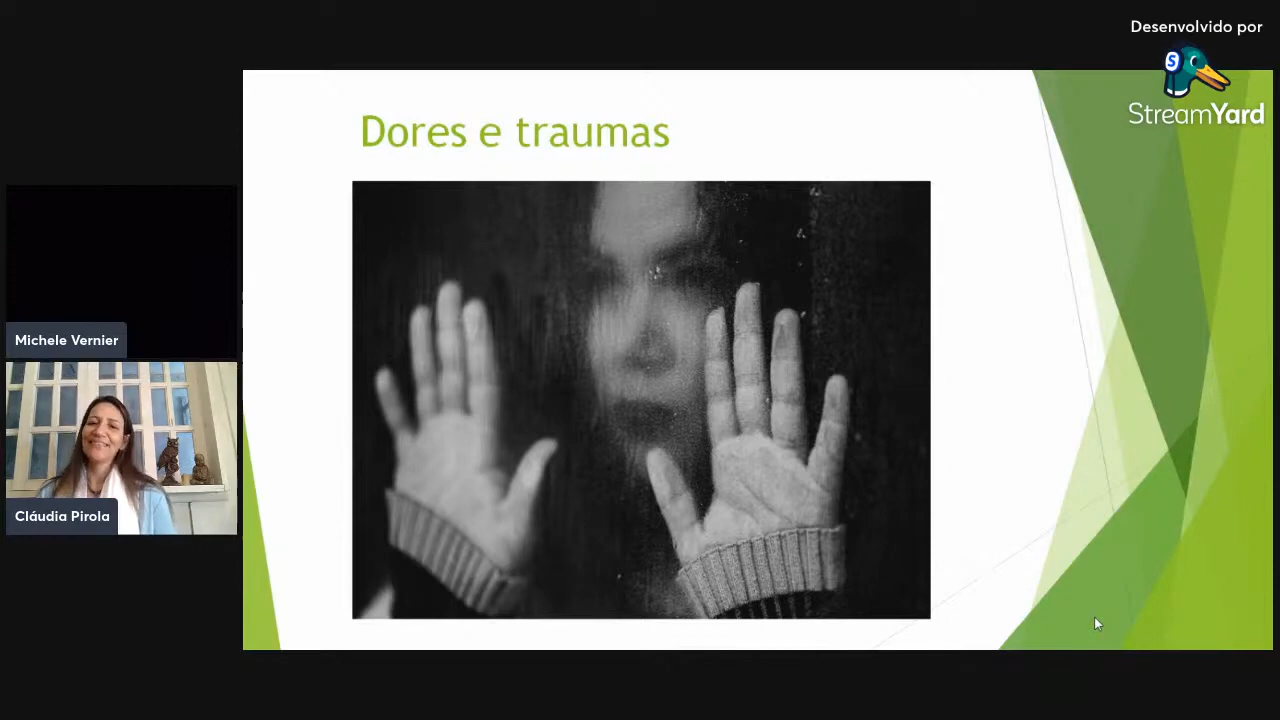 Desenvolvido por
StreamYard
Dores e traumas
Michele Vernier
Cláudia Pirola